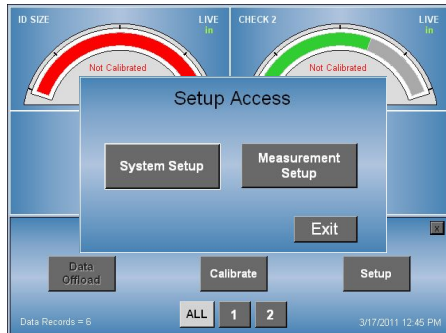 ID SIZE LIVE
in
CHECK 2 LIVE
in
Not Calibrated
Not Calibrated
Setup Access
System Setup
Measurement
Setup
Exit
x
Data
Offload
Calibrate
Setup
Data Records = 6
ALL 1 2
3/17/2011 12:45 PM